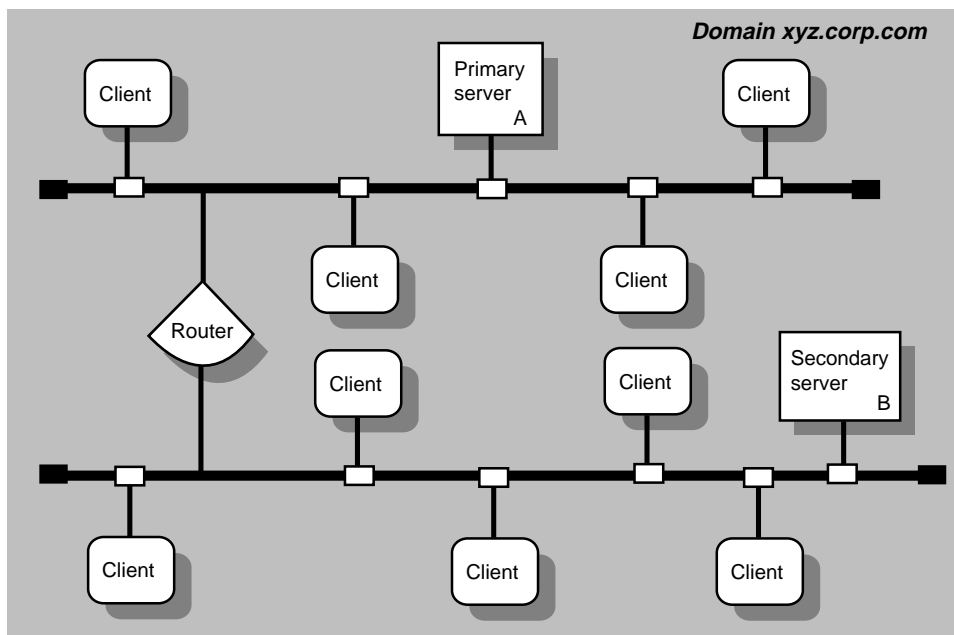 Domain xyz.corp.com
Client
Primary
server
A
Client
Client
Client
Router
Client
Client
Secondary
server
B
Client
Client
Client